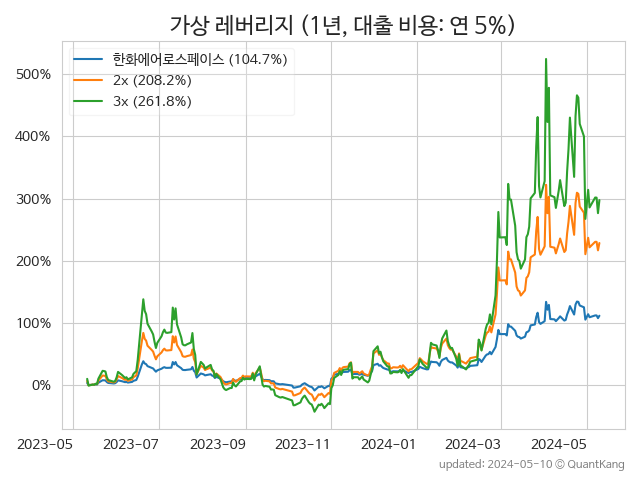 가상 레버리지 (1년, 대출 비용: 연 5%)
한화에어로스페이스 (104.7%)
2x (208.2%)
3x (261.8%)
500%
400%
300%
200%
100%
0%
2023-05
2023-07
2023-09
2023-11
2024-01
2024-03
2024-05
updated: 2024-05-10 @ QuantKang